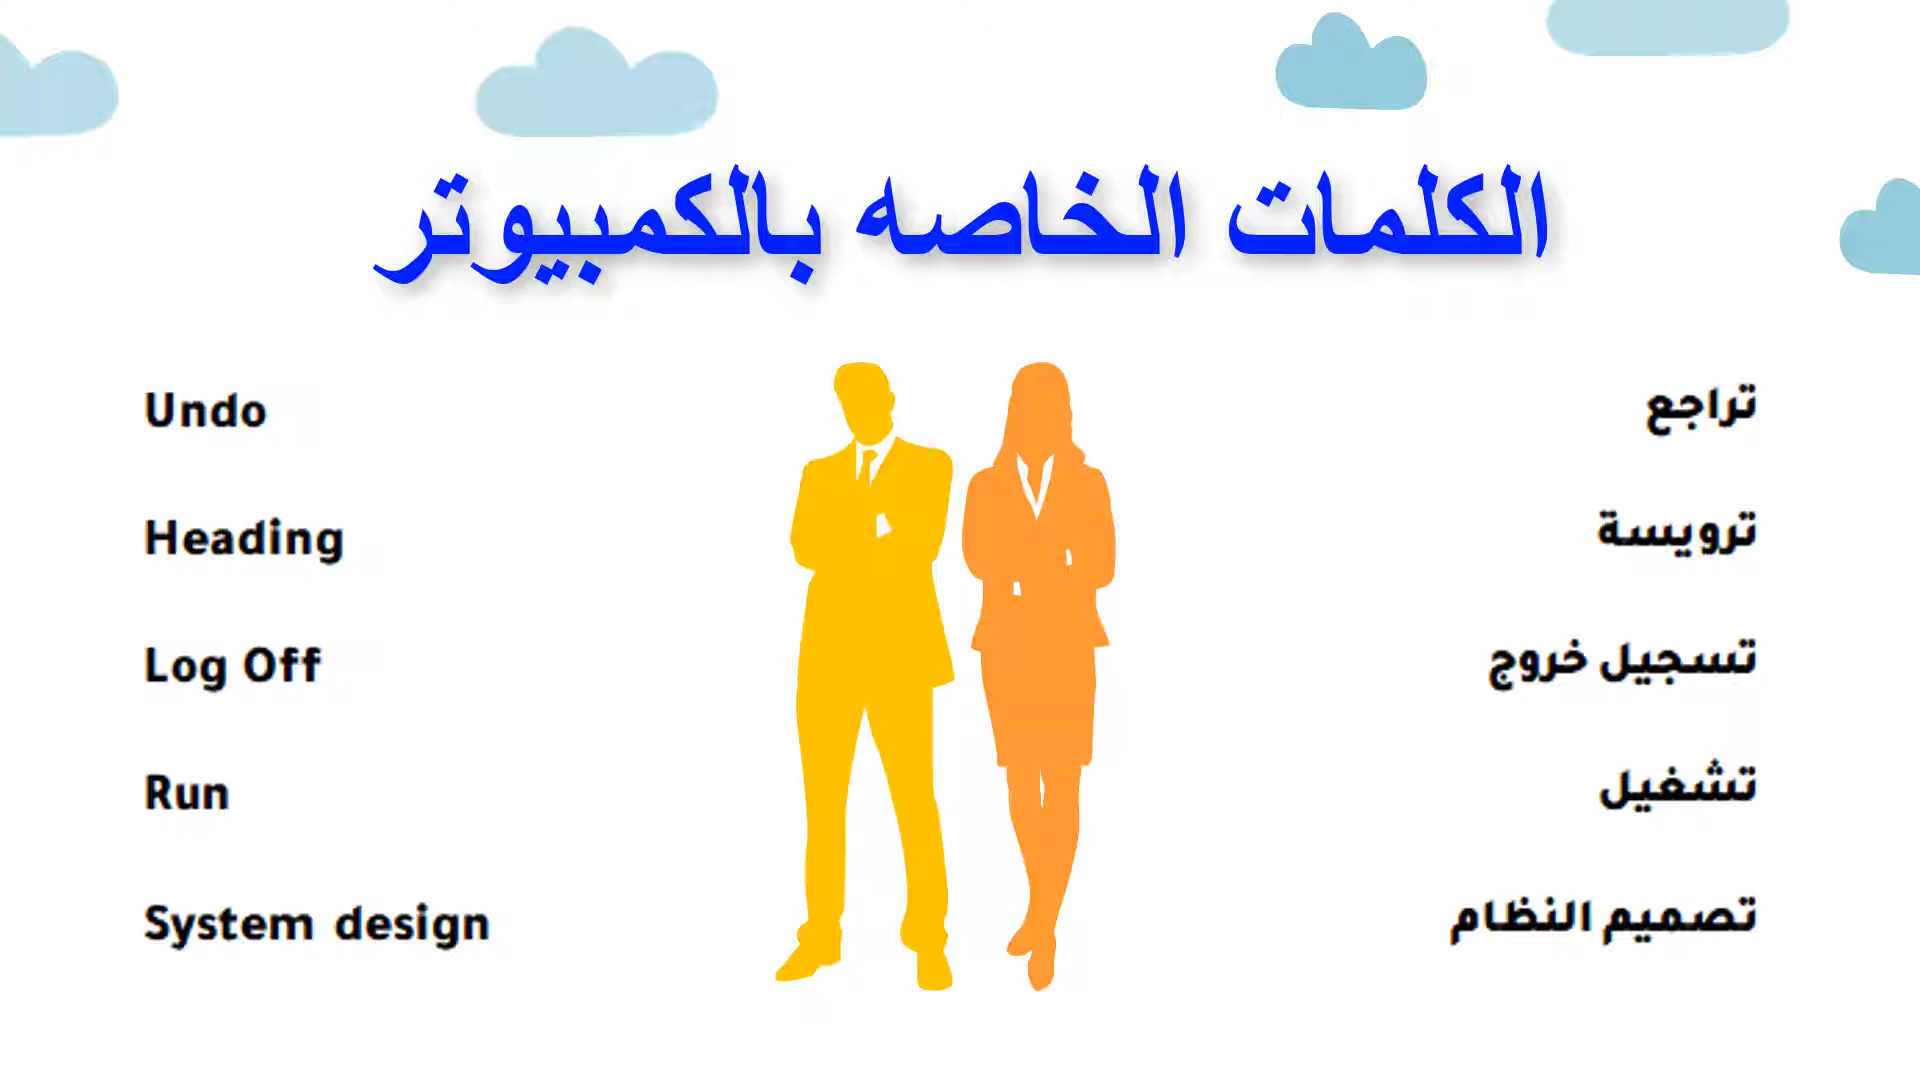 الكلمات الخاصه بالكمبيوتر
Undo تراجع
Heading ترويسة
Log Off تسجيل خروج
Run تشغيل
System design تصميم النظام